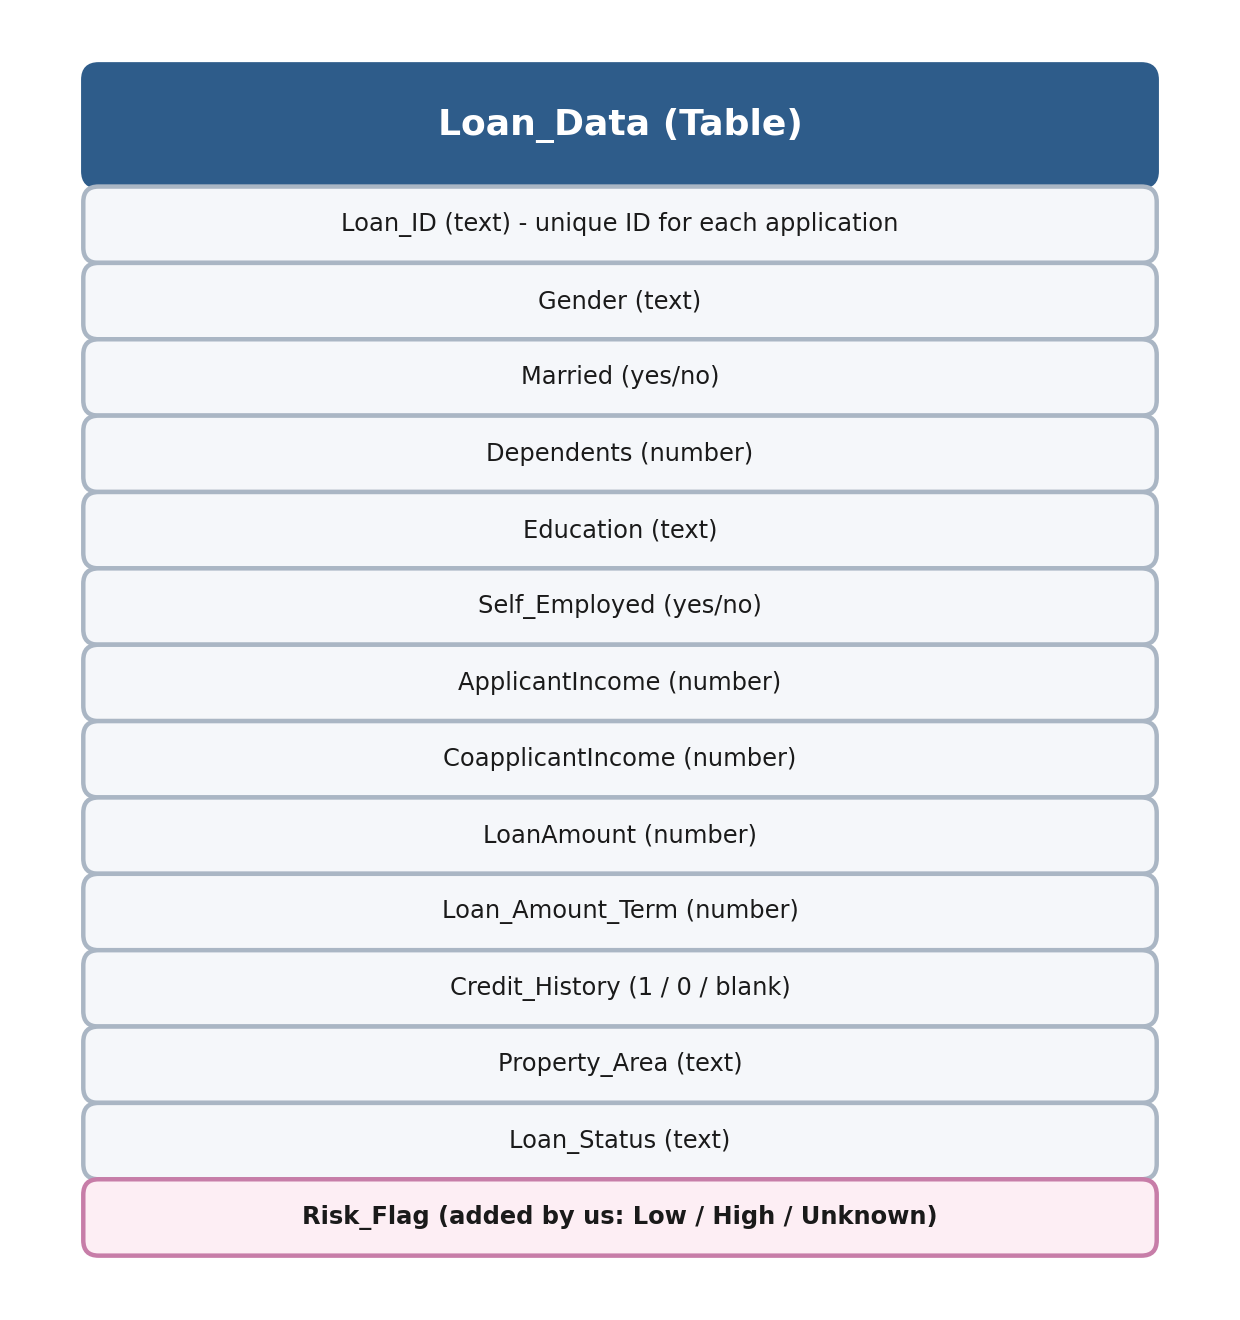 Loan_Data (Table)
Loan_ID (text) - unique ID for each application
Gender (text)
Married (yes/no)
Dependents (number)
Education (text)
Self_Employed (yes/no)
ApplicantIncome (number)
CoapplicantIncome (number)
LoanAmount (number)
Loan_Amount_Term (number)
Credit_History (1 / 0 / blank)
Property_Area (text)
Loan_Status (text)
Risk_Flag (added by us: Low / High / Unknown)